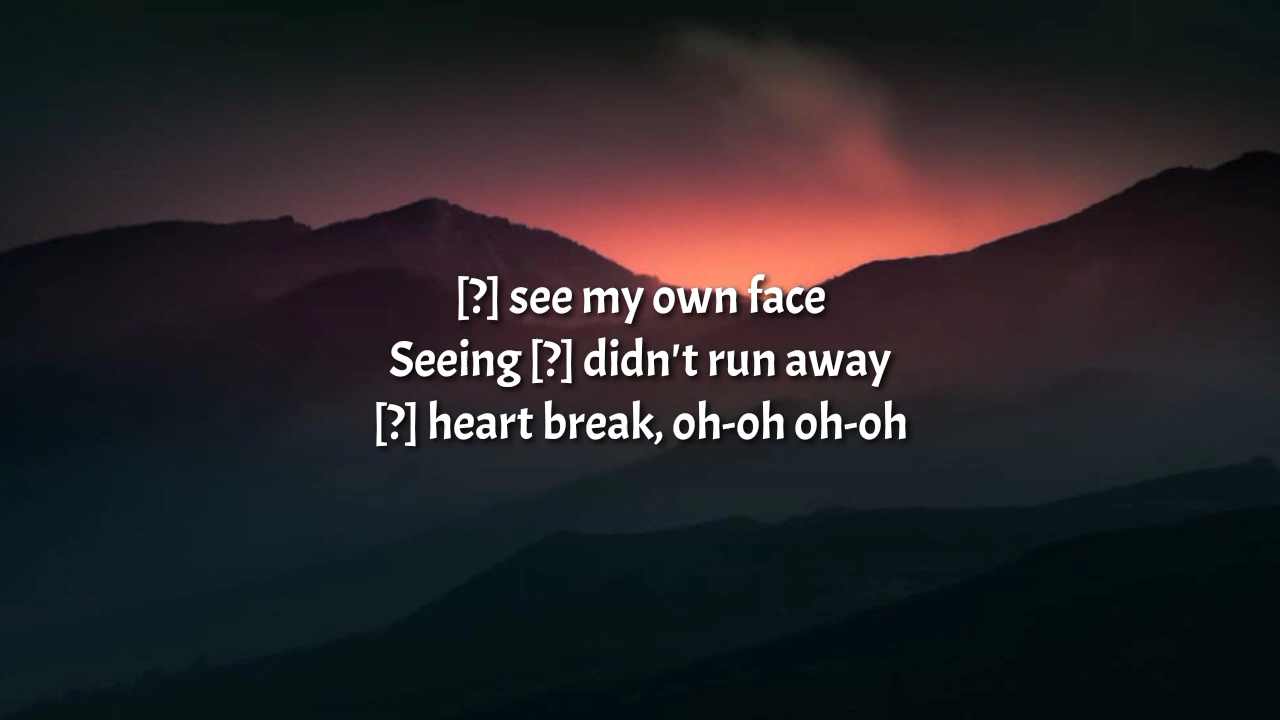 [?] see my own face
Seeing [?] didn't run away
[?] heart break, oh-oh oh-oh